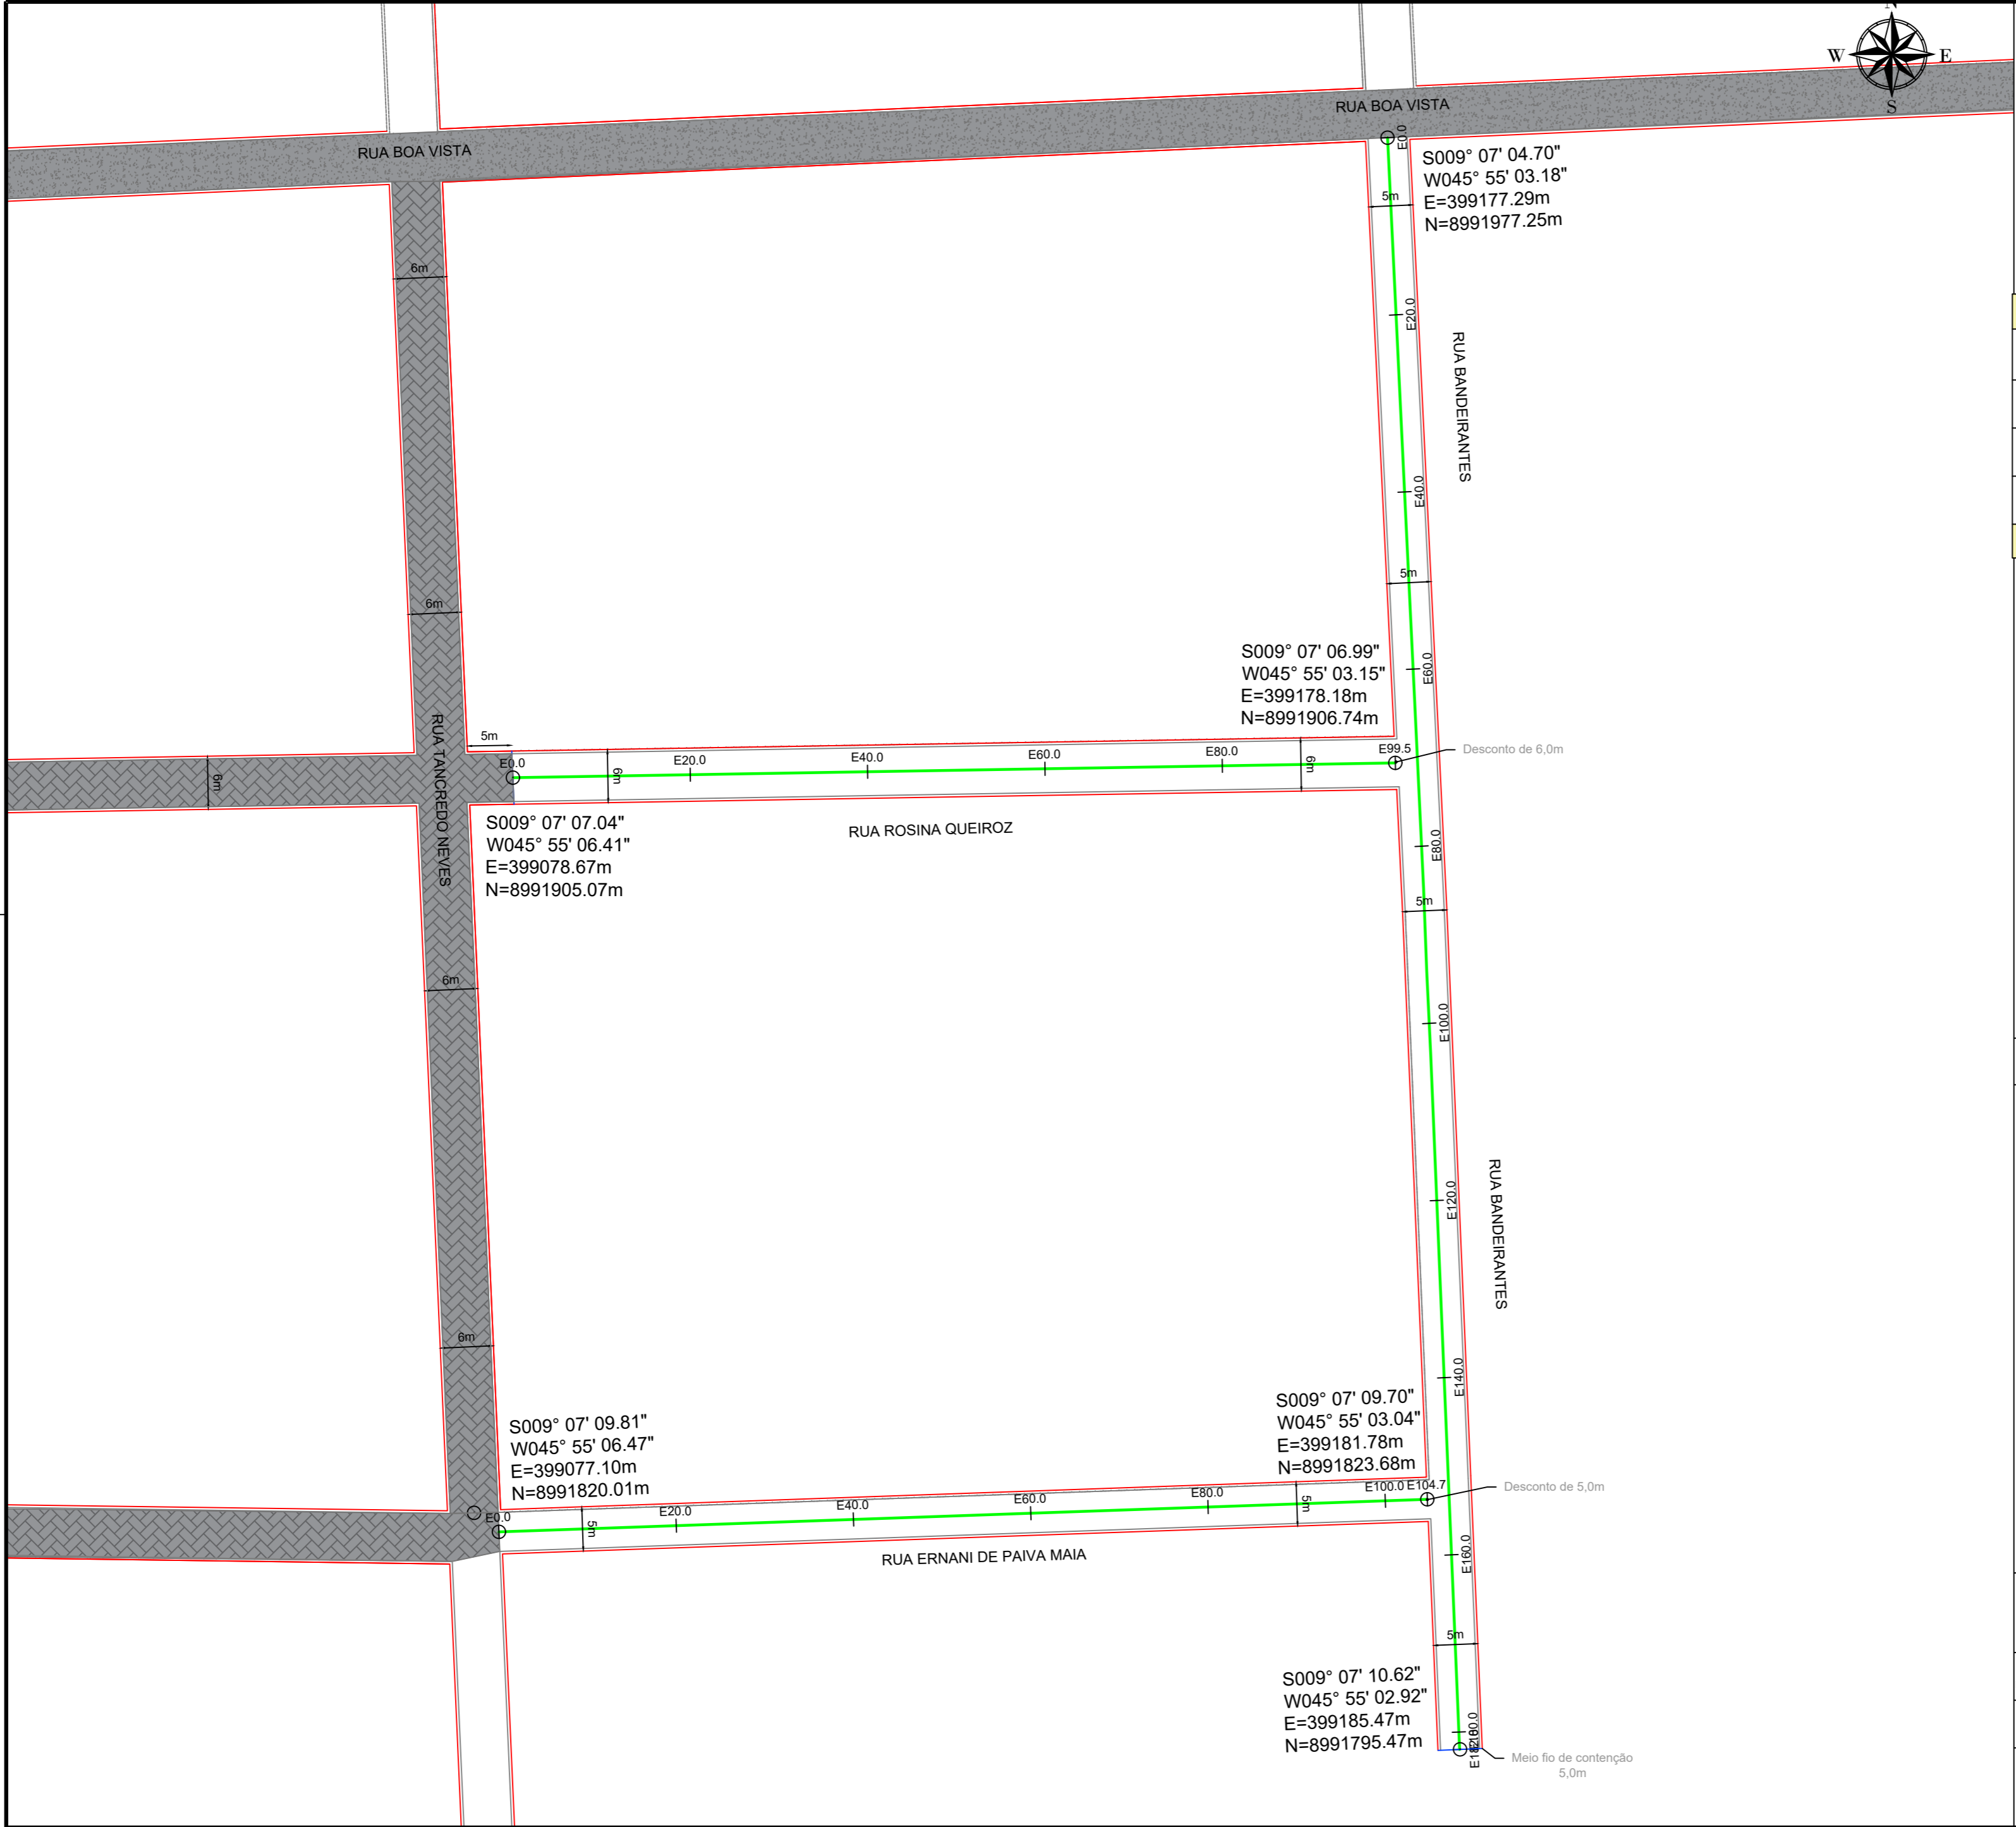 N
W
E
S
RUA BOA VISTA
RUA BOA VISTA
E0.0
S009° 07' 04.70"
W045° 55' 03.18"
E=399177.29m
N=8991977.25m
5m
6m
E20.0
RUA BANDEIRANTES
E40.0
5m
6m
E60.0
S009° 07' 06.99"
W045° 55' 03.15"
E=399178.18m
N=8991906.74m
RUA TANCREDO NEVES
5m
E0.0
E20.0
E40.0
E60.0
E80.0
E99.5
Desconto de 6,0m
6m
6m
6m
S009° 07' 07.04"
W045° 55' 06.41"
E=399078.67m
N=8991905.07m
RUA ROSINA QUEIROZ
E80.0
5m
6m
E100.0
E120.0
RUA BANDEIRANTES
6m
E140.0
S009° 07' 09.81"
W045° 55' 06.47"
E=399077.10m
N=8991820.01m
S009° 07' 09.70"
W045° 55' 03.04"
E=399181.78m
N=8991823.68m
E0.0
E20.0
E40.0
E60.0
E80.0
E100.0
E104.7
Desconto de 5,0m
5m
5m
RUA ERNANI DE PAIVA MAIA
E160.0
5m
S009° 07' 10.62"
W045° 55' 02.92"
E=399185.47m
N=8991795.47m
Meio fio de contenção
5,0m